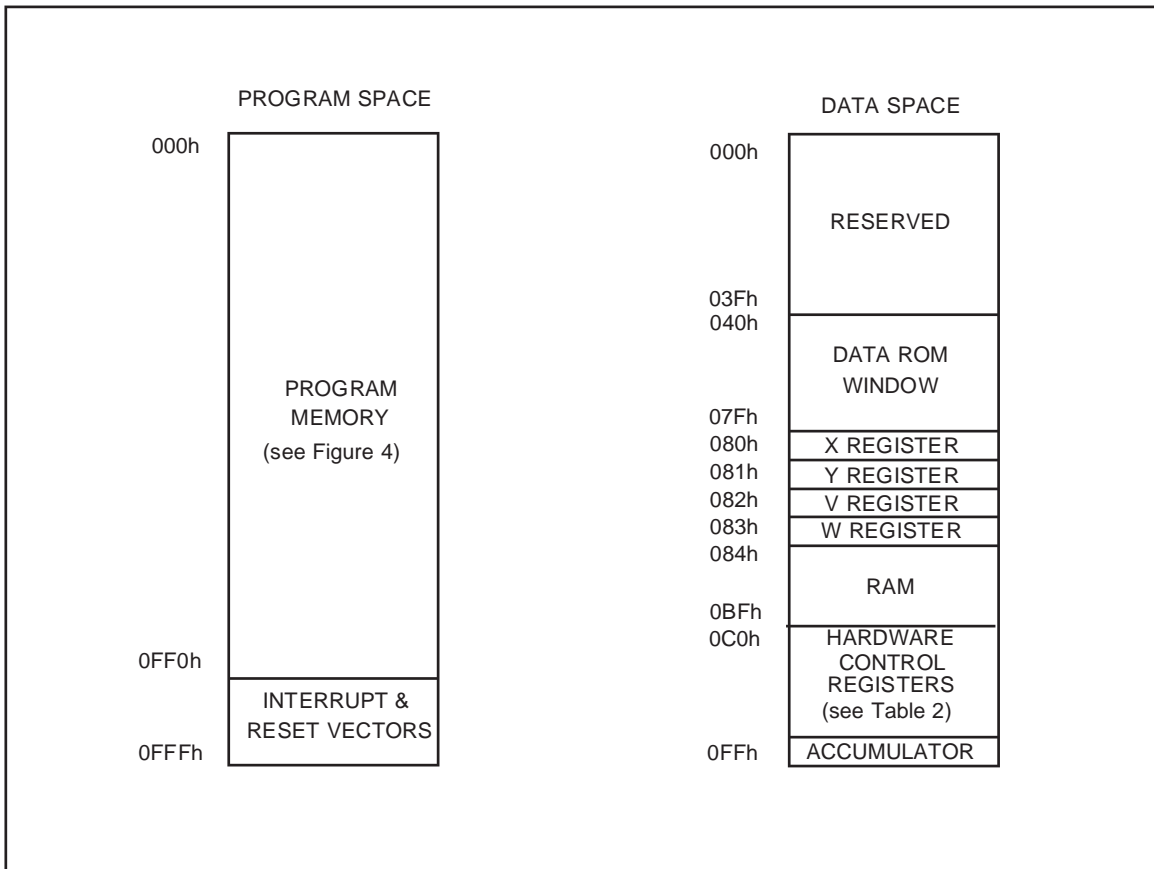 PROGRAM SPACE
000h
PROGRAM
MEMORY
(see Figure 4)
0FF0h
INTERRUPT &
RESET VECTORS
0FFFh
DATA SPACE
000h
RESERVED
03Fh
040h
DATA ROM
WINDOW
07Fh
080h
X REGISTER
081h
Y REGISTER
082h
V REGISTER
083h
W REGISTER
084h
RAM
0BFh
0C0h
HARDWARE
CONTROL
REGISTERS
(see Table 2)
0FFh
ACCUMULATOR